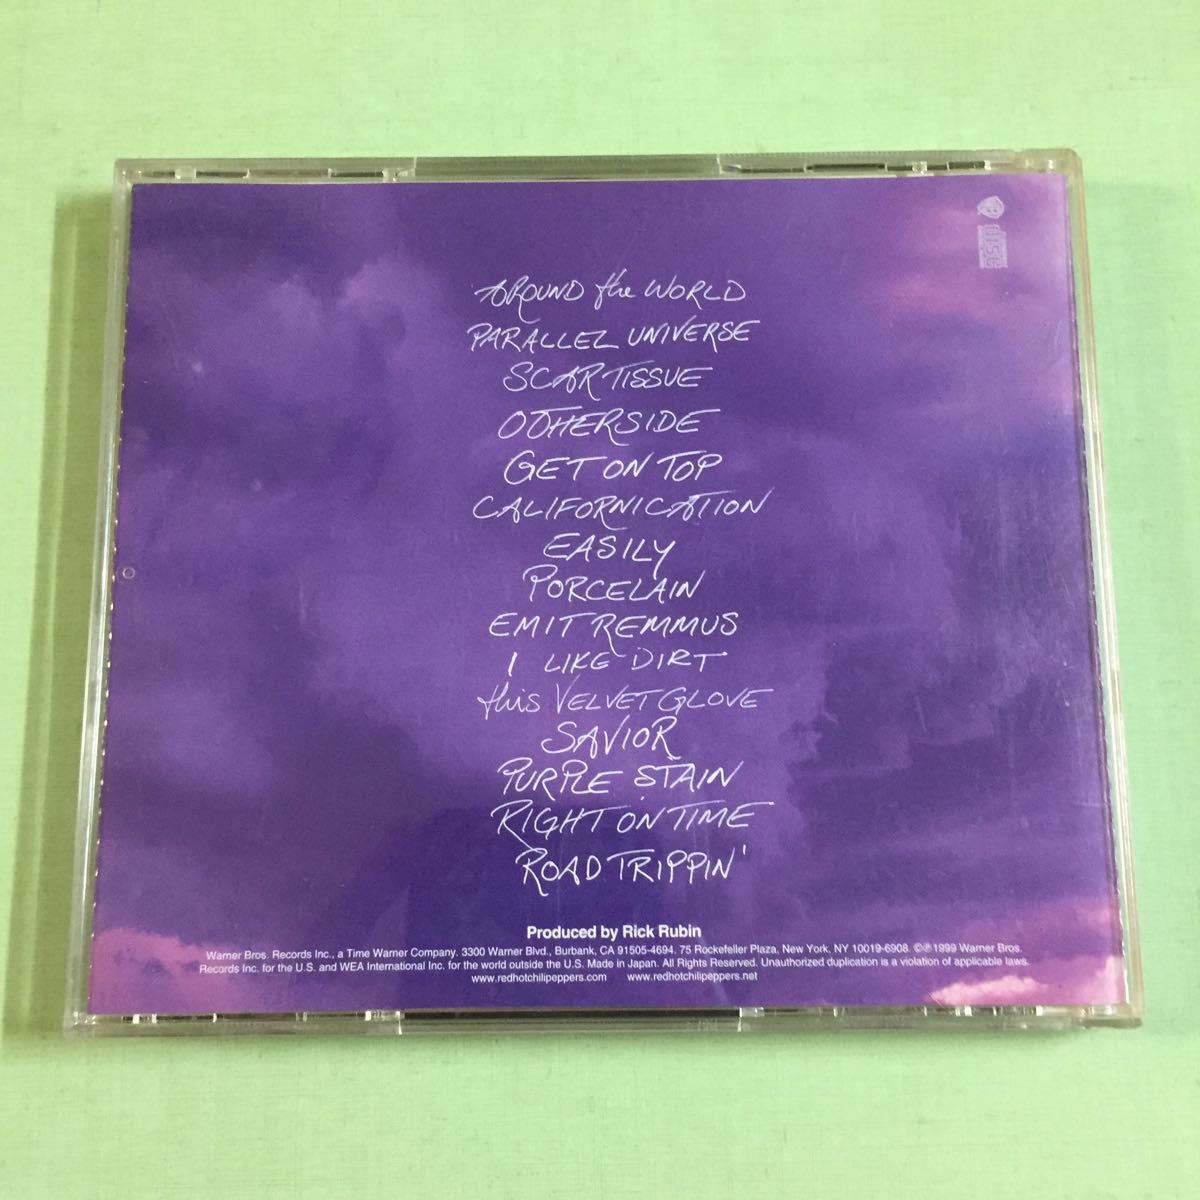 disc
AROUND the WORLD
PARALLEL UNIVERSE
SCAR TISSUE
OTHERSIDE
GET ON TOP
CALIFORNICATION
EASILY
PORCELAIN
EMIT REMMUS
I LIKE DIRT
this VELVET GLOVE
SAVIOR
PURPLE STAIN
RIGHT ON TIME
ROAD TRIPPIN'
Produced by Rick Rubin
Warner Bros. Records Inc., a Time Warner Company. 3300 Warner Blvd., Burbank, CA 91505-4694. 75 Rockefeller Plaza, New York, NY 10019-6908. ©℗1999 Warner Bros.
Records Inc. for the U.S. and WEA International Inc. for the world outside the U.S. Made in Japan. All Rights Reserved. Unauthorized duplication is a violation of applicable laws.
www.redhotchilipeppers.com www.redhotchilipeppers.net